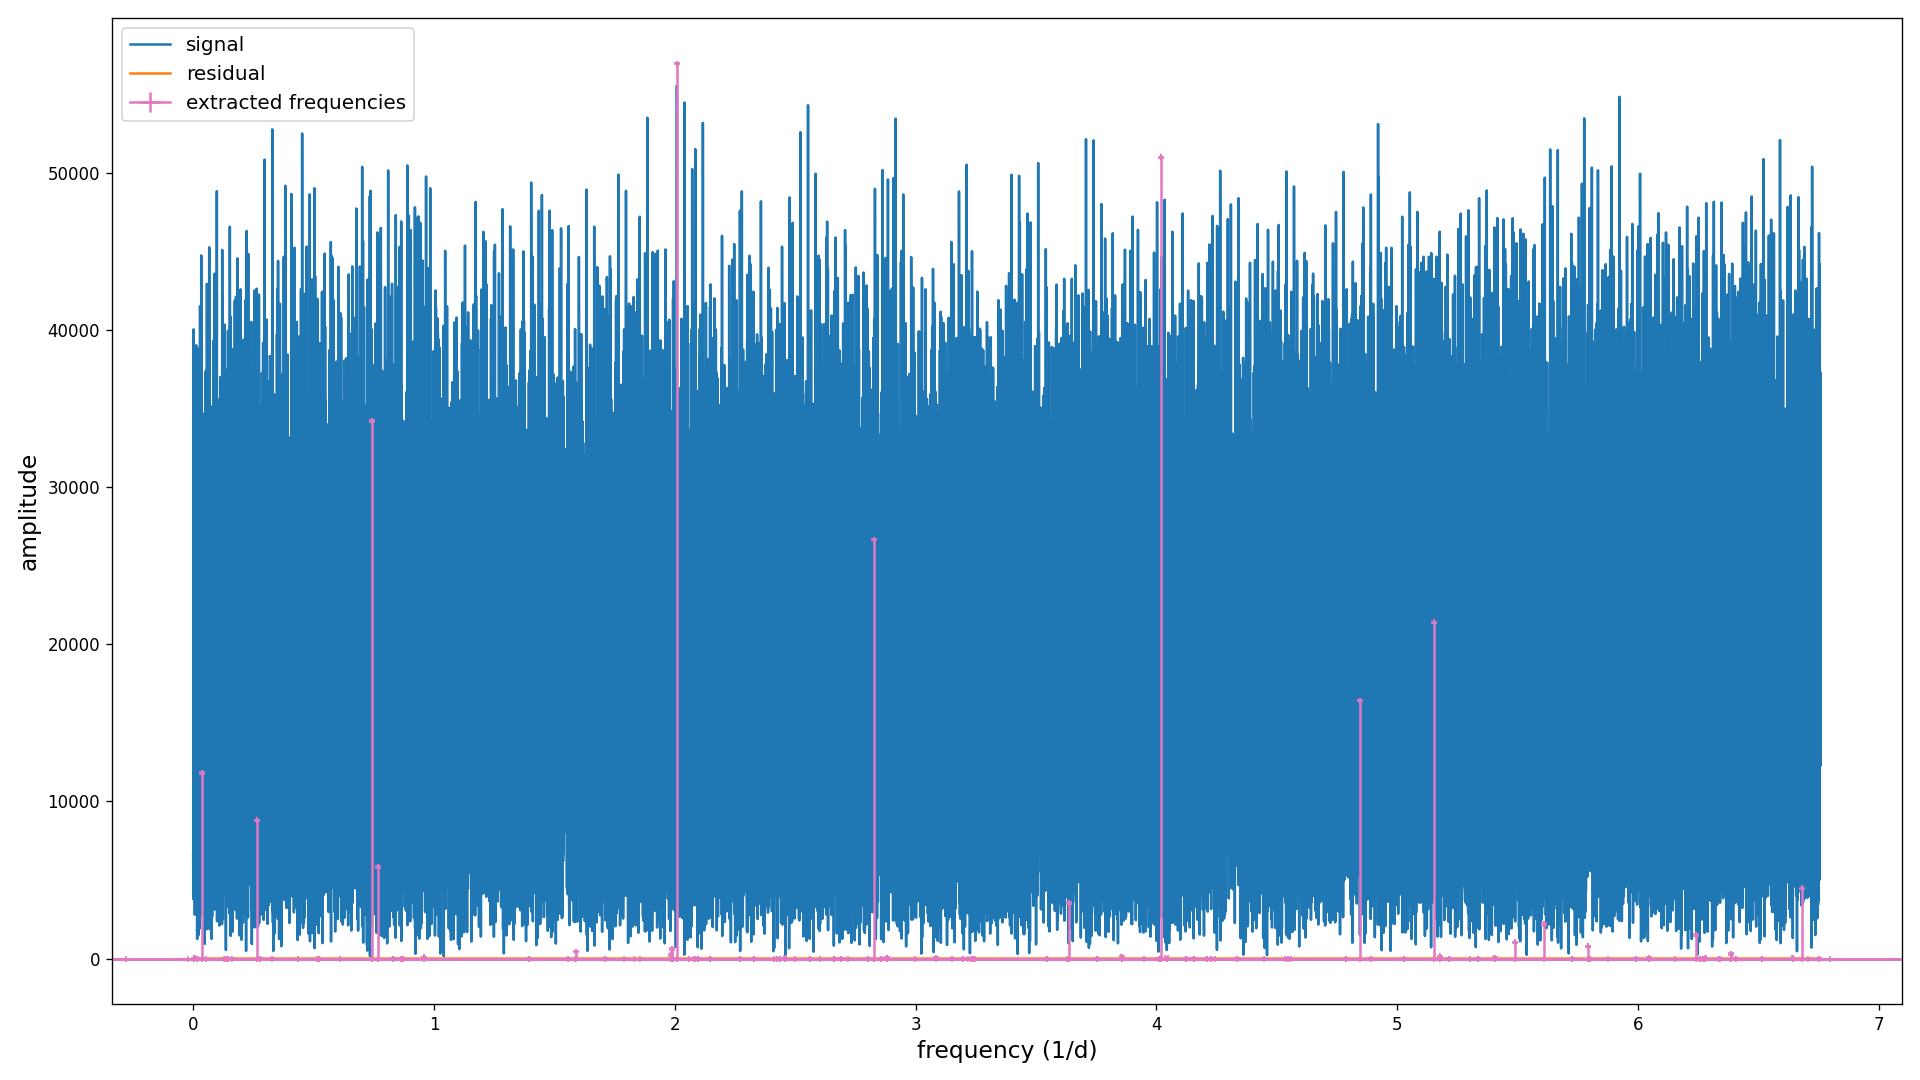 signal
residual
extracted frequencies
amplitude
50000
40000
30000
20000
10000
0
0 1 2 3 4 5 6 7
frequency (1/d)